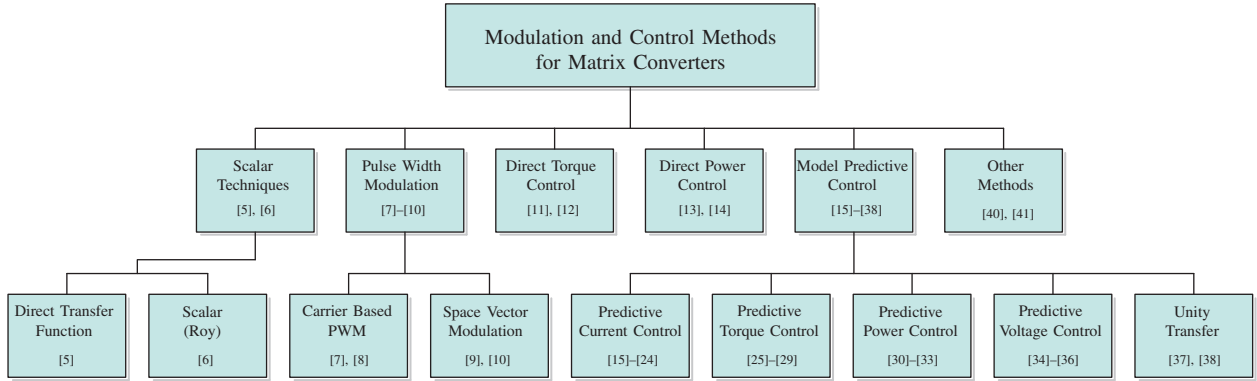 Modulation and Control Methods
for Matrix Converters
Scalar
Techniques
[5], [6]
Pulse Width
Modulation
[7]–[10]
Direct Torque
Control
[11], [12]
Direct Power
Control
[13], [14]
Model Predictive
Control
[15]–[38]
Other
Methods
[40], [41]
Direct Transfer
Function
[5]
Scalar
(Roy)
[6]
Carrier Based
PWM
[7], [8]
Space Vector
Modulation
[9], [10]
Predictive
Current Control
[15]–[24]
Predictive
Torque Control
[25]–[29]
Predictive
Power Control
[30]–[33]
Predictive
Voltage Control
[34]–[36]
Unity
Transfer
[37], [38]